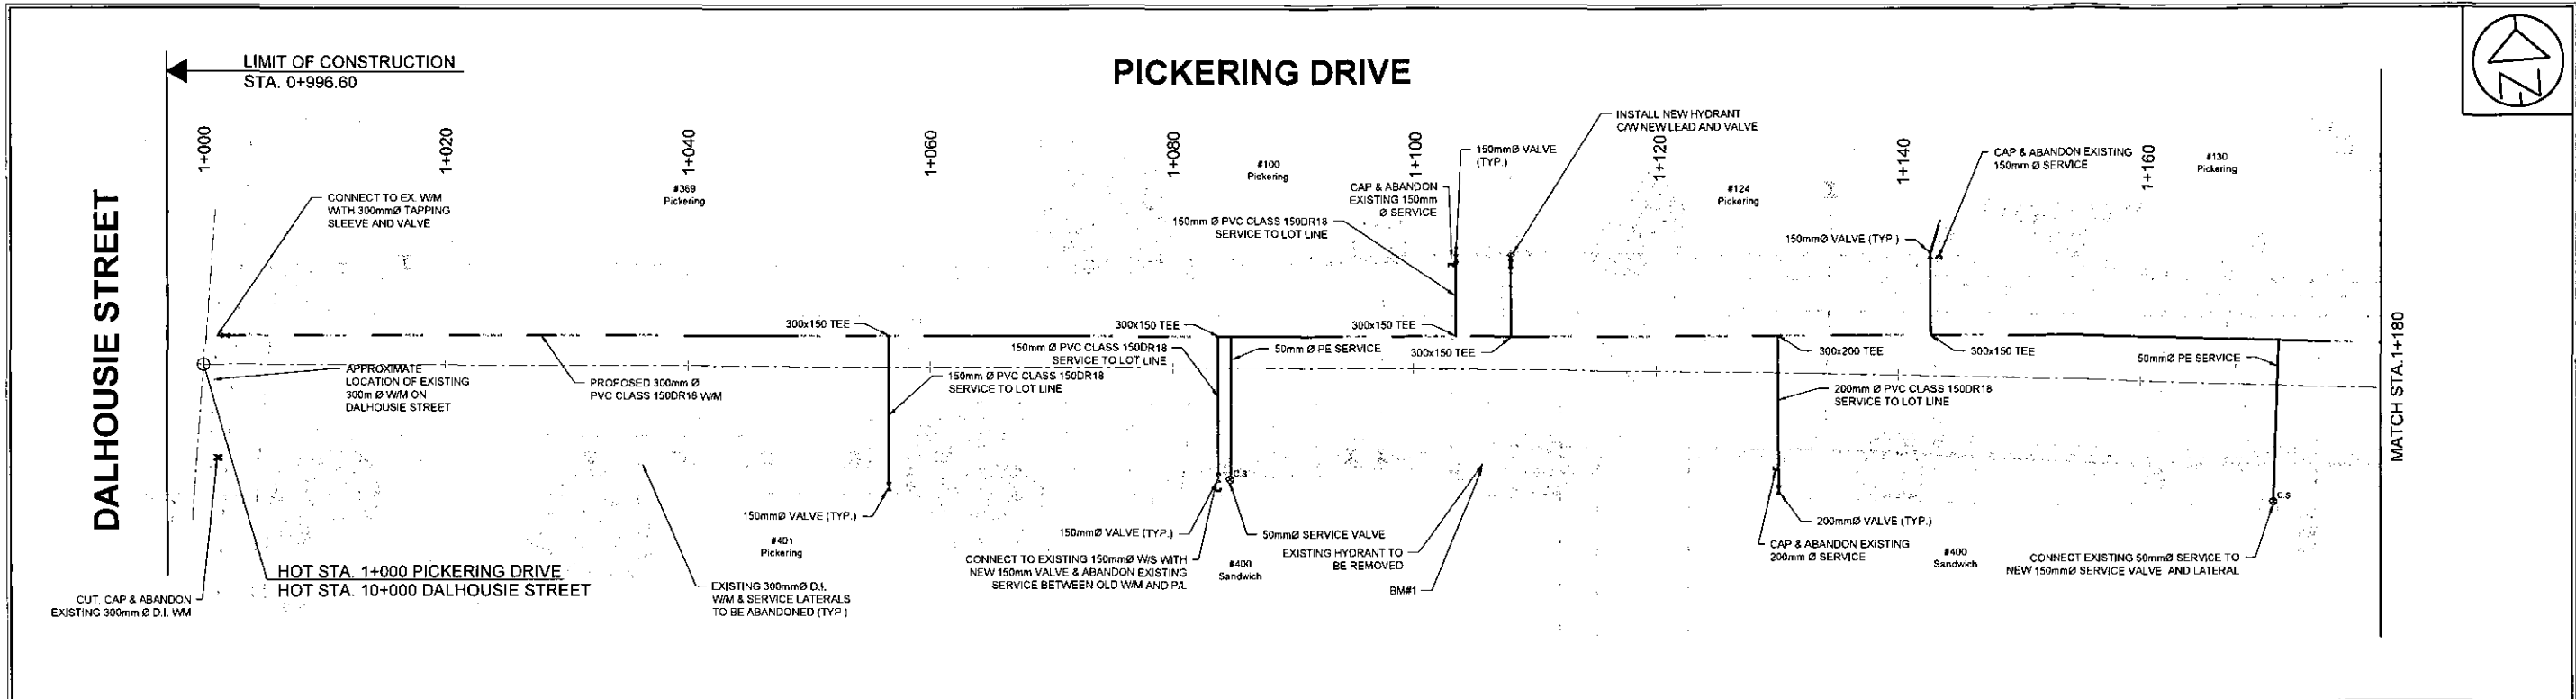 PICKERING DRIVE
LIMIT OF CONSTRUCTION
STA. 0+996.60
N
DALHOUSIE STREET
1+000
1+020
1+040
1+060
1+080
1+100
1+120
1+140
1+160
MATCH STA.1+180
CONNECT TO EX. W/M
WITH 300mmØ TAPPING
SLEEVE AND VALVE
#369
Pickering
#100
Pickering
CAP & ABANDON
EXISTING 150mm
Ø SERVICE
150mm Ø PVC CLASS 150DR18
SERVICE TO LOT LINE
150mmØ VALVE
(TYP.)
INSTALL NEW HYDRANT
C/W NEW LEAD AND VALVE
#124
Pickering
CAP & ABANDON EXISTING
150mm Ø SERVICE
150mmØ VALVE (TYP.)
#130
Pickering
300x150 TEE
300x150 TEE
300x150 TEE
300x150 TEE
300x200 TEE
300x150 TEE
APPROXIMATE
LOCATION OF EXISTING
300m Ø W/M ON
DALHOUSIE STREET
PROPOSED 300mm Ø
PVC CLASS 150DR18 W/M
150mm Ø PVC CLASS 150DR18
SERVICE TO LOT LINE
150mm Ø PVC CLASS 150DR18
SERVICE TO LOT LINE
50mm Ø PE SERVICE
200mm Ø PVC CLASS 150DR18
SERVICE TO LOT LINE
50mmØ PE SERVICE
C.S.
C.S
150mmØ VALVE (TYP.)
#401
Pickering
150mmØ VALVE (TYP.)
CONNECT TO EXISTING 150mmØ W/S WITH
NEW 150mm VALVE & ABANDON EXISTING
SERVICE BETWEEN OLD W/M AND P/L
50mmØ SERVICE VALVE
#400
Sandwich
EXISTING HYDRANT TO
BE REMOVED
BM#1
200mmØ VALVE (TYP.)
CAP & ABANDON EXISTING
200mm Ø SERVICE
#400
Sandwich
CONNECT EXISTING 50mmØ SERVICE TO
NEW 150mmØ SERVICE VALVE AND LATERAL
HOT STA. 1+000 PICKERING DRIVE
HOT STA. 10+000 DALHOUSIE STREET
CUT, CAP & ABANDON
EXISTING 300mm Ø D.I. WM
EXISTING 300mmØ D.I.
W/M & SERVICE LATERALS
TO BE ABANDONED (TYP.)